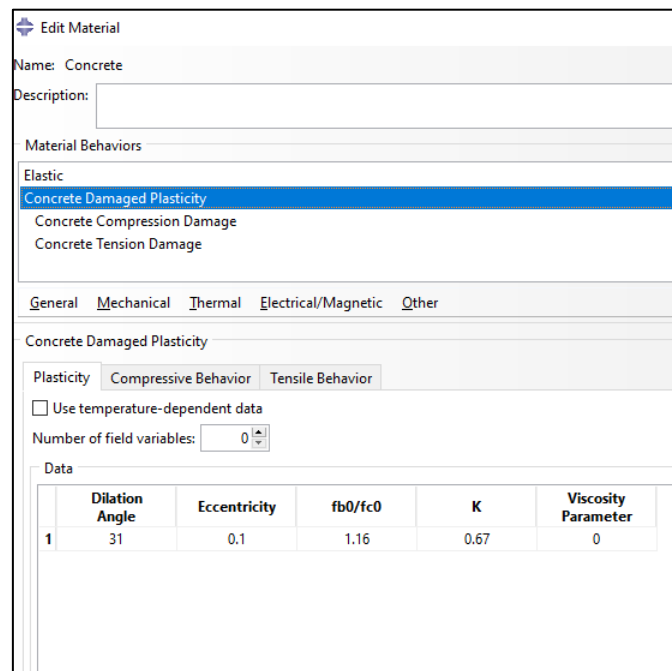 Edit Material
Name: Concrete
Description:
Material Behaviors
Elastic
Concrete Damaged Plasticity
Concrete Compression Damage
Concrete Tension Damage
General Mechanical Thermal Electrical/Magnetic Other
Concrete Damaged Plasticity
Plasticity Compressive Behavior Tensile Behavior
Use temperature-dependent data
Number of field variables: 0
Data
Dilation Angle Eccentricity fb0/fc0 K Viscosity Parameter
1 31 0.1 1.16 0.67 0